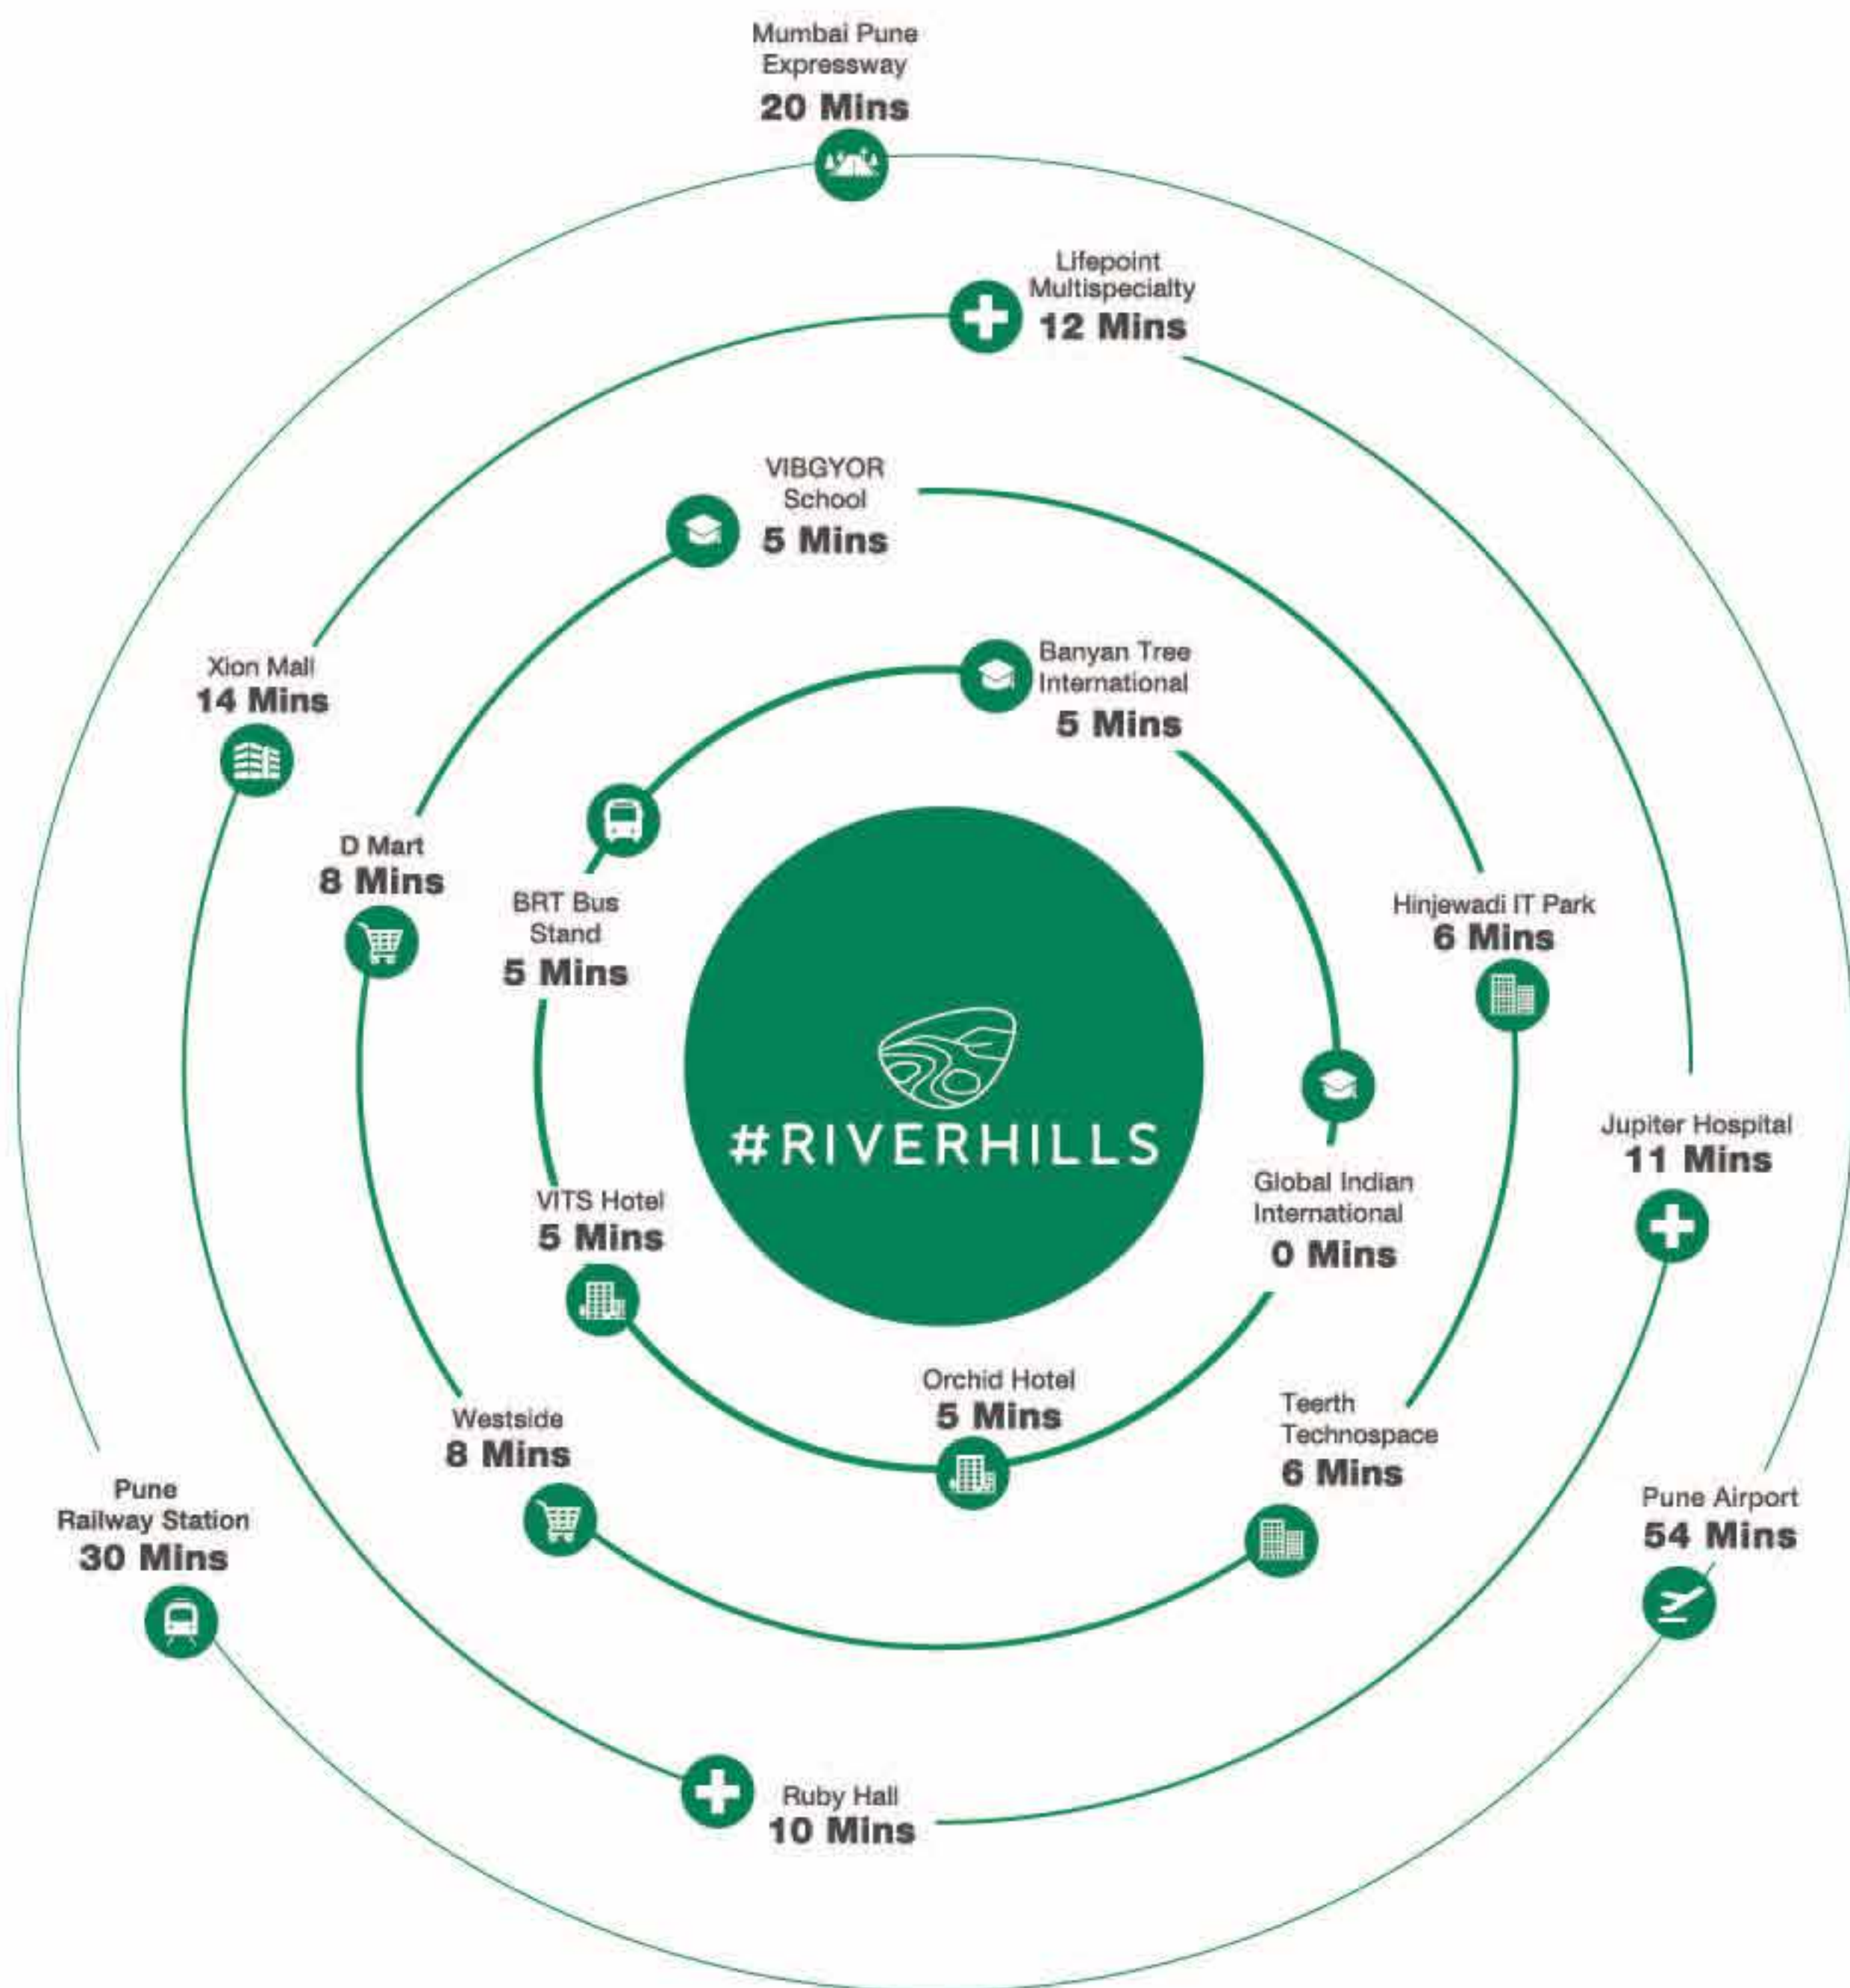 Mumbai Pune
Expressway
20 Mins
Lifepoint
Multispecialty
12 Mins
VIBGYOR
School
5 Mins
Banyan Tree
International
5 Mins
Xion Mall
14 Mins
D Mart
8 Mins
BRT Bus
Stand
5 Mins
Hinjewadi IT Park
6 Mins
#RIVERHILLS
Jupiter Hospital
11 Mins
Global Indian
International
0 Mins
VITS Hotel
5 Mins
Orchid Hotel
5 Mins
Teerth
Technospace
6 Mins
Westside
8 Mins
Pune
Railway Station
30 Mins
Pune Airport
54 Mins
Ruby Hall
10 Mins